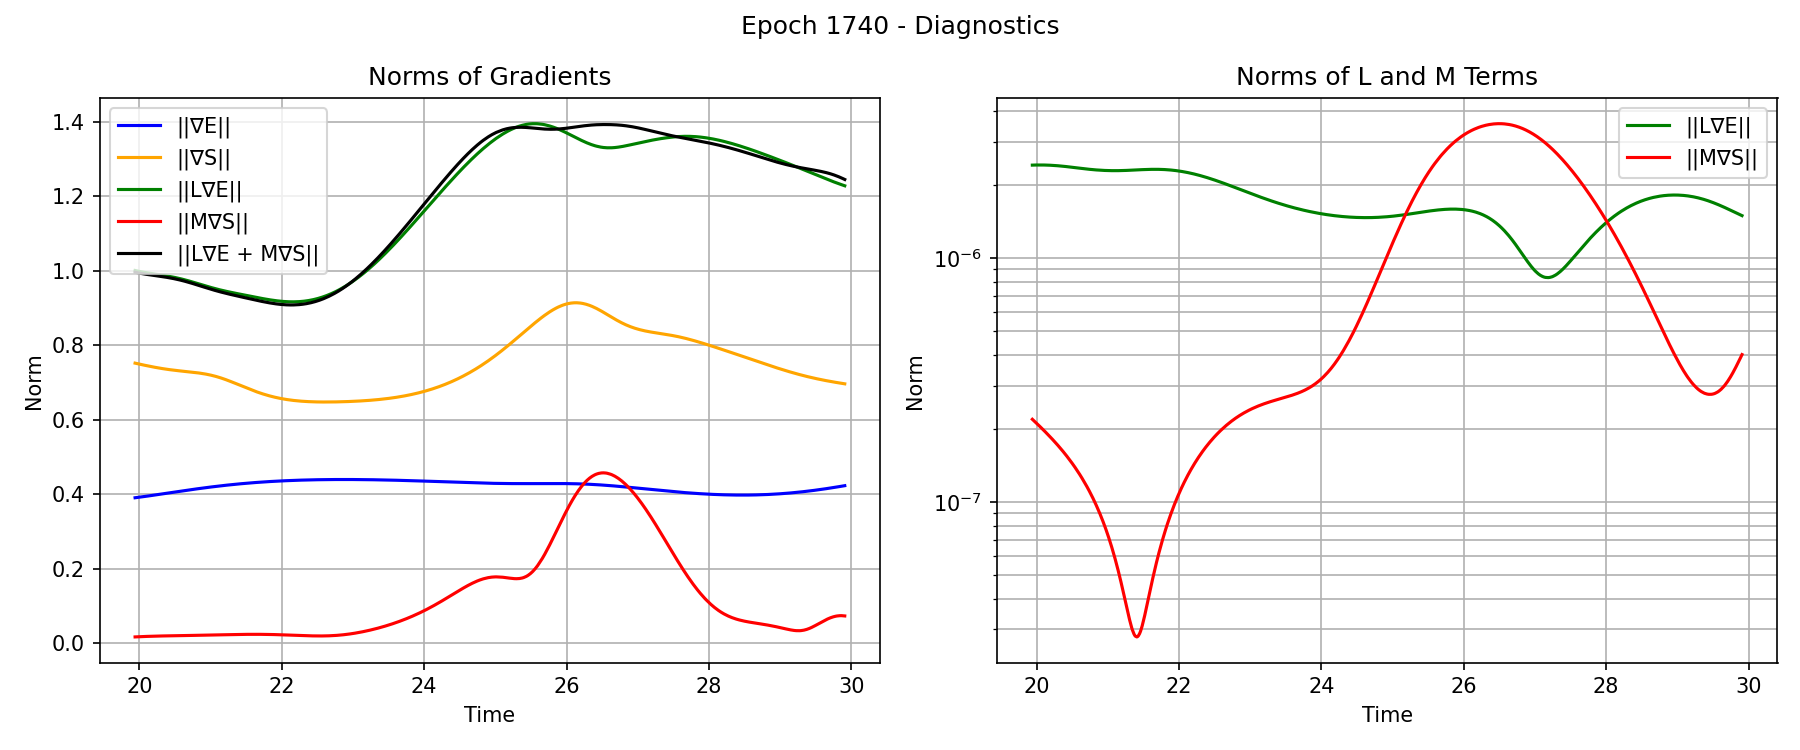 Epoch 1740 - Diagnostics
Norms of Gradients
||∇E||
||∇S||
||L∇E||
||M∇S||
||L∇E + M∇S||
1.4
1.2
1.0
0.8
0.6
0.4
0.2
0.0
Norm
20 22 24 26 28 30
Time
Norms of L and M Terms
||L∇E||
||M∇S||
10⁻⁶
10⁻⁷
Norm
20 22 24 26 28 30
Time